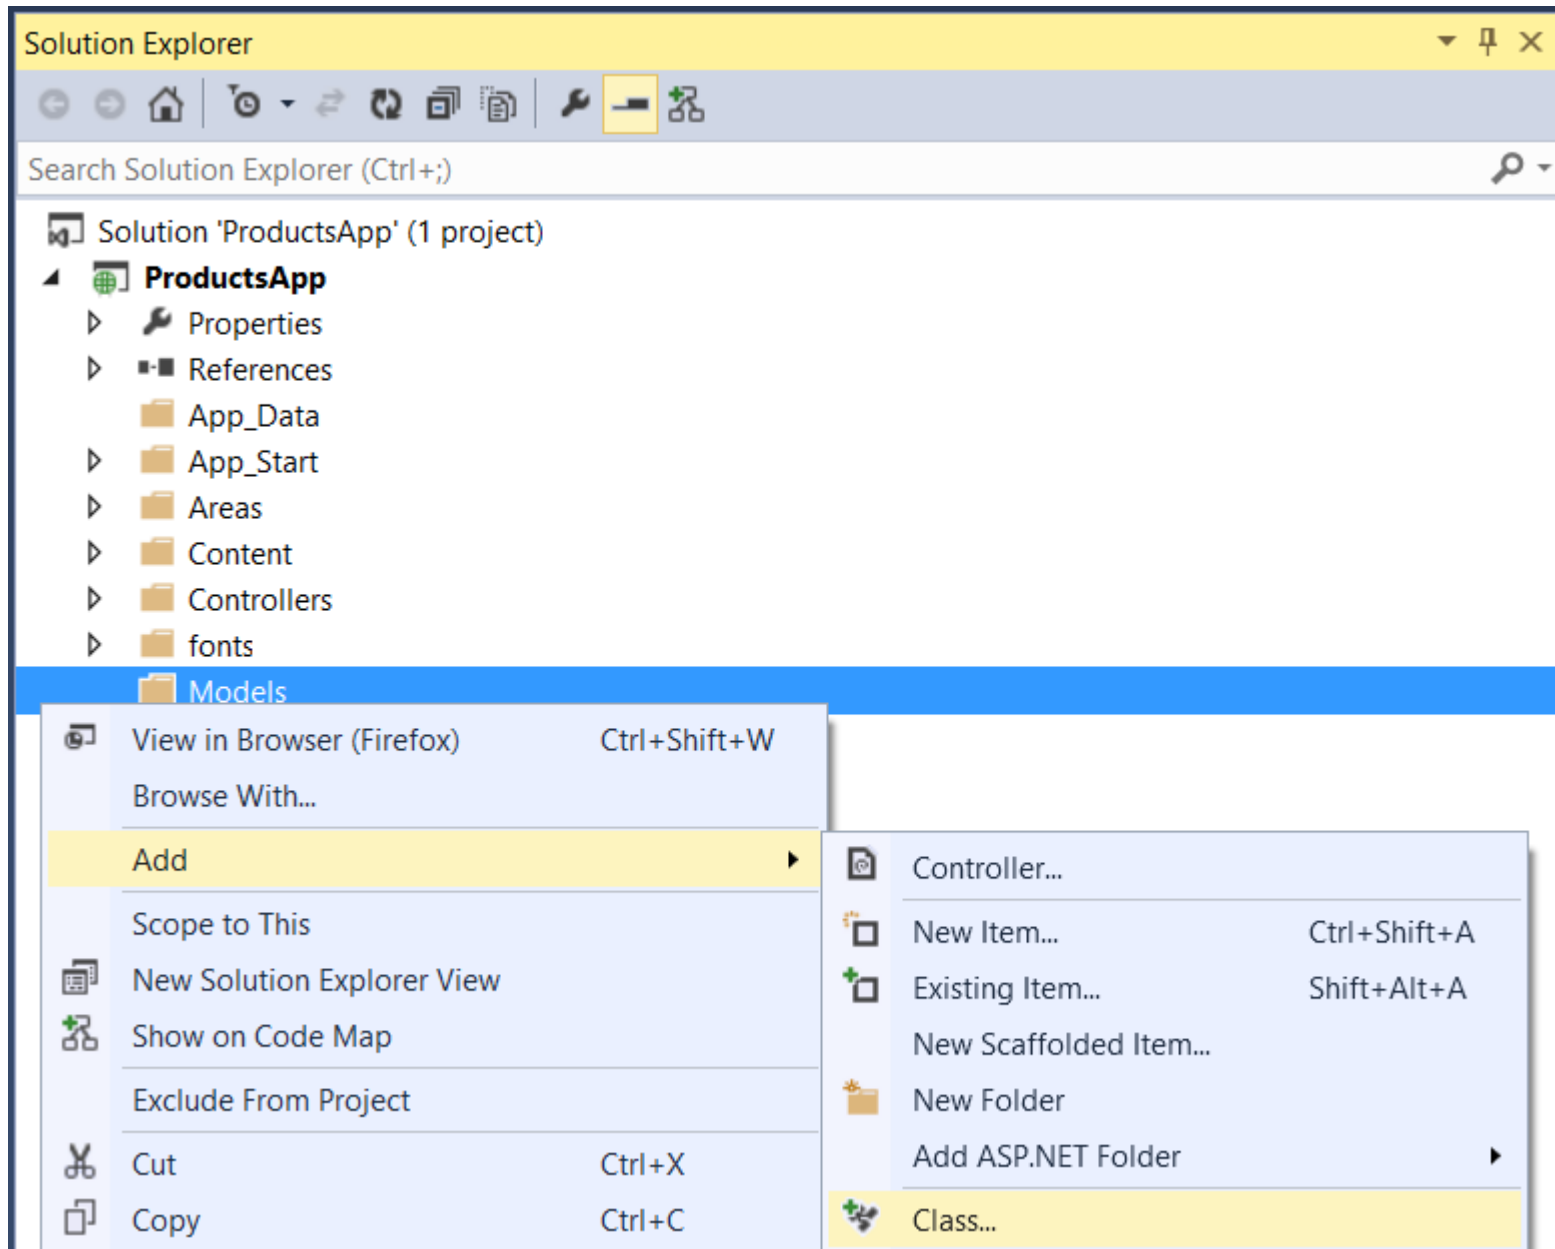 Solution Explorer
Search Solution Explorer (Ctrl+;)
Solution 'ProductsApp' (1 project)
ProductsApp
Properties
References
App_Data
App_Start
Areas
Content
Controllers
fonts
Models
View in Browser (Firefox) Ctrl+Shift+W
Browse With...
Add
Scope to This
New Solution Explorer View
Show on Code Map
Exclude From Project
Cut Ctrl+X
Copy Ctrl+C
Controller...
New Item... Ctrl+Shift+A
Existing Item... Shift+Alt+A
New Scaffolded Item...
New Folder
Add ASP.NET Folder
Class...